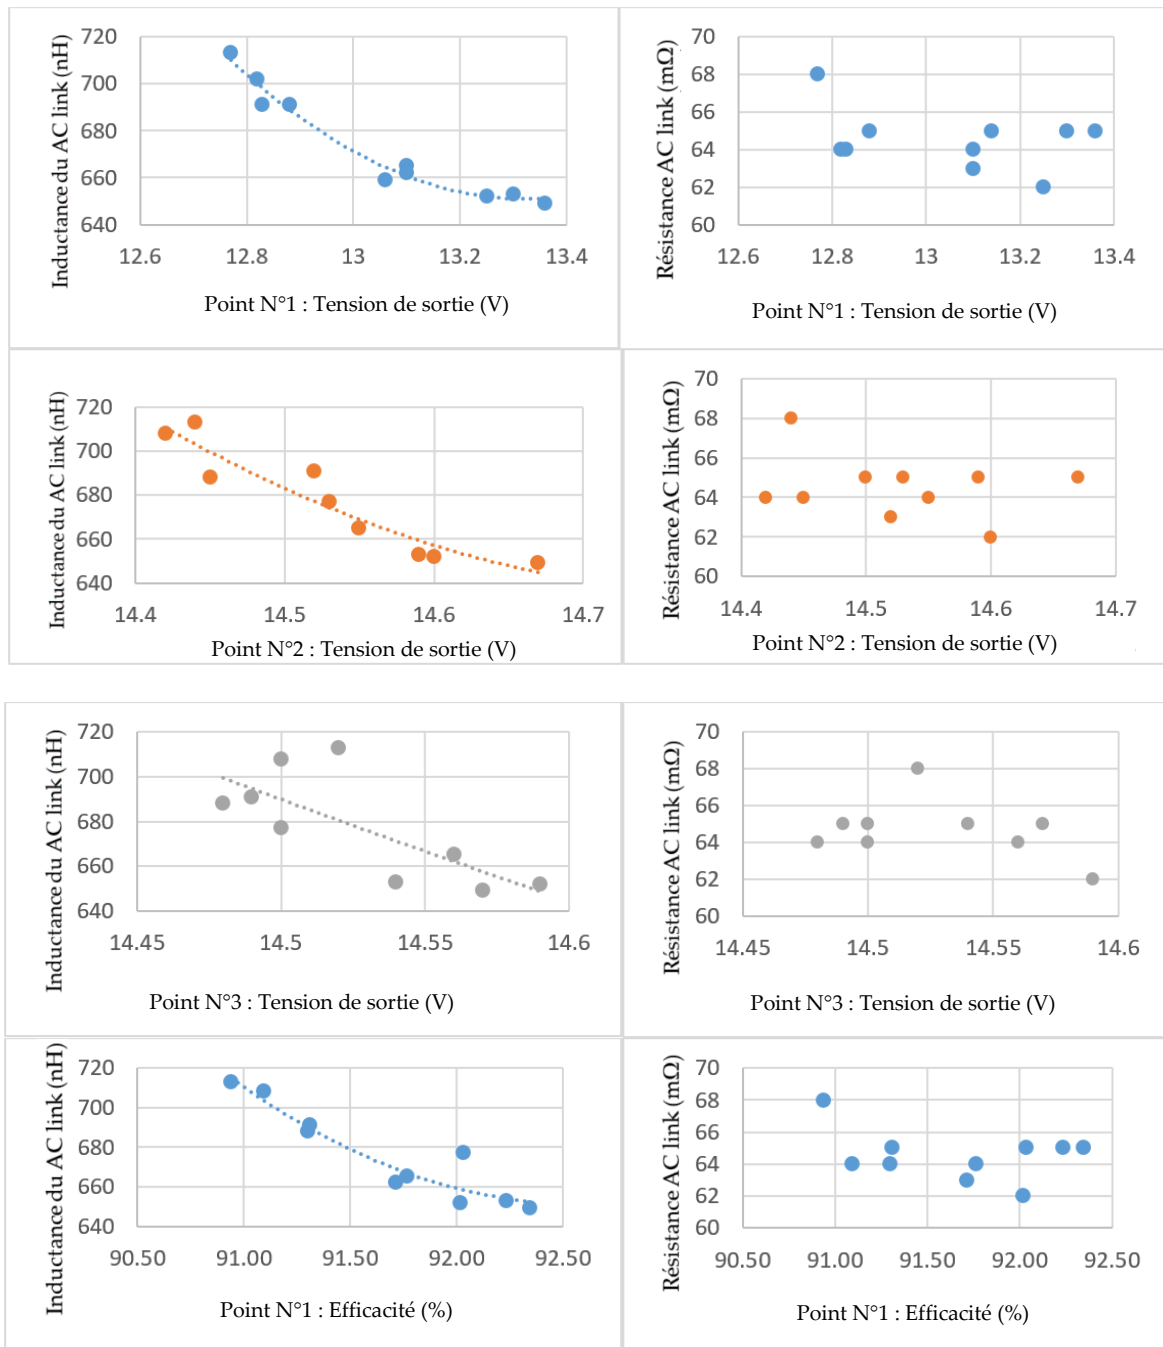 Inductance du AC link (nH)
720
700
680
660
640
12.6 12.8 13 13.2 13.4
Point N°1 : Tension de sortie (V)
Résistance AC link (mΩ)
70
68
66
64
62
60
12.6 12.8 13 13.2 13.4
Point N°1 : Tension de sortie (V)
Inductance du AC link (nH)
720
700
680
660
640
14.4 14.5 14.6 14.7
Point N°2 : Tension de sortie (V)
Résistance AC link (mΩ)
70
68
66
64
62
60
14.4 14.5 14.6 14.7
Point N°2 : Tension de sortie (V)
Inductance du AC link (nH)
720
700
680
660
640
14.45 14.5 14.55 14.6
Point N°3 : Tension de sortie (V)
Résistance AC link (mΩ)
70
68
66
64
62
60
14.45 14.5 14.55 14.6
Point N°3 : Tension de sortie (V)
Inductance du AC link (nH)
720
700
680
660
640
90.50 91.00 91.50 92.00 92.50
Point N°1 : Efficacité (%)
Résistance AC link (mΩ)
70
68
66
64
62
60
90.50 91.00 91.50 92.00 92.50
Point N°1 : Efficacité (%)